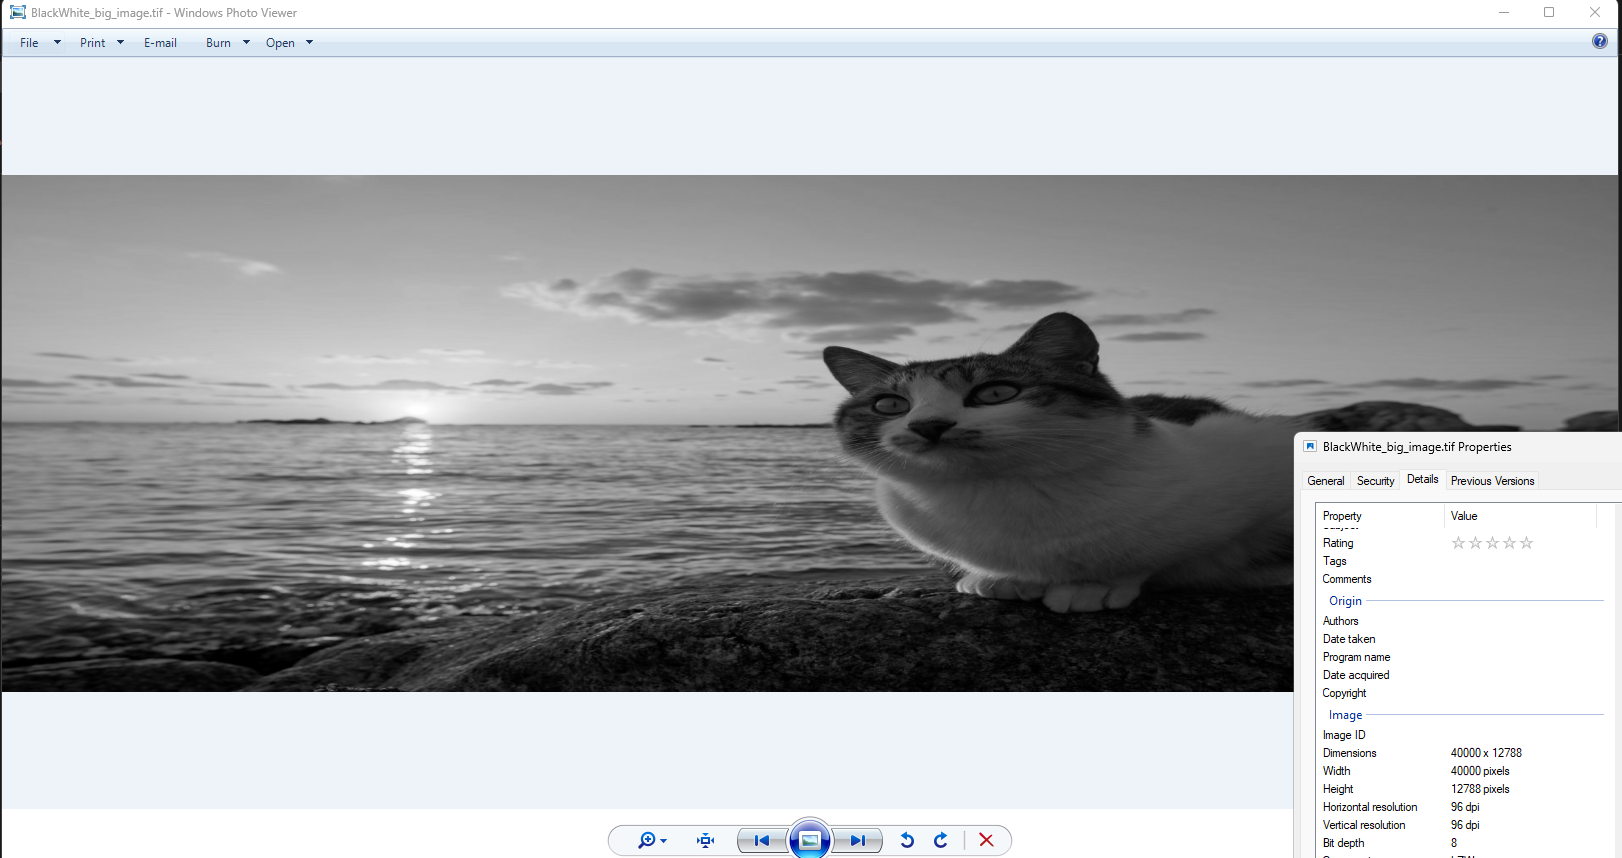 BlackWhite_big_image.tif - Windows Photo Viewer
File Print E-mail Burn Open
BlackWhite_big_image.tif Properties
General Security Details Previous Versions
Property Value
Rating
Tags
Comments
Origin
Authors
Date taken
Program name
Date acquired
Copyright
Image
Image ID
Dimensions 40000 x 12788
Width 40000 pixels
Height 12788 pixels
Horizontal resolution 96 dpi
Vertical resolution 96 dpi
Bit depth 8